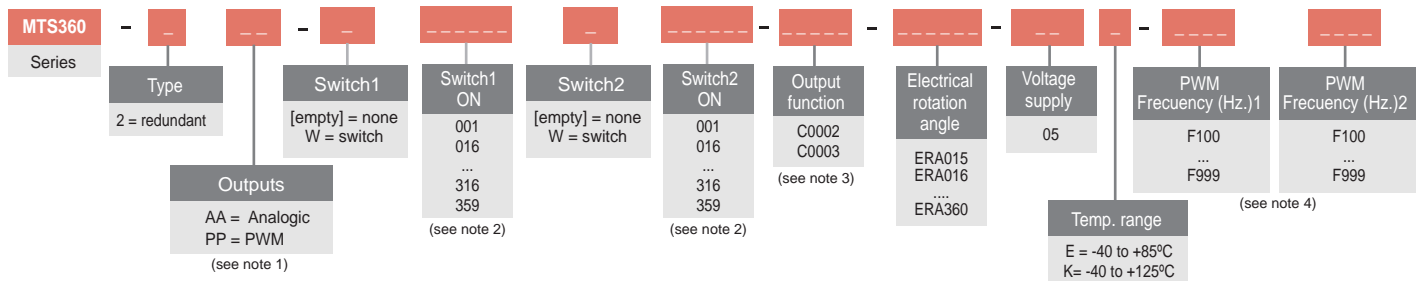 MTS360 - _ _ _ - _ _ _ _ _ _ _ _ _ _ _ _ _ _ - _ _ _ _ _ - _ _ _ _ _ _ - _ _ _ - _ _ _ _ _ _ _ _
Series
Type
2 = redundant
Outputs
AA = Analogic
PP = PWM
(see note 1)
Switch1
[empty] = none
W = switch
Switch1
ON
001
016
...
316
359
(see note 2)
Switch2
[empty] = none
W = switch
Switch2
ON
001
016
...
316
359
(see note 2)
Output
function
C0002
C0003
(see note 3)
Electrical
rotation
angle
ERA015
ERA016
....
ERA360
Voltage
supply
05
Temp. range
E = -40 to +85ºC
K= -40 to +125ºC
PWM
Frecuency (Hz.)1
F100
...
F999
PWM
Frecuency (Hz.)2
F100
...
F999
(see note 4)